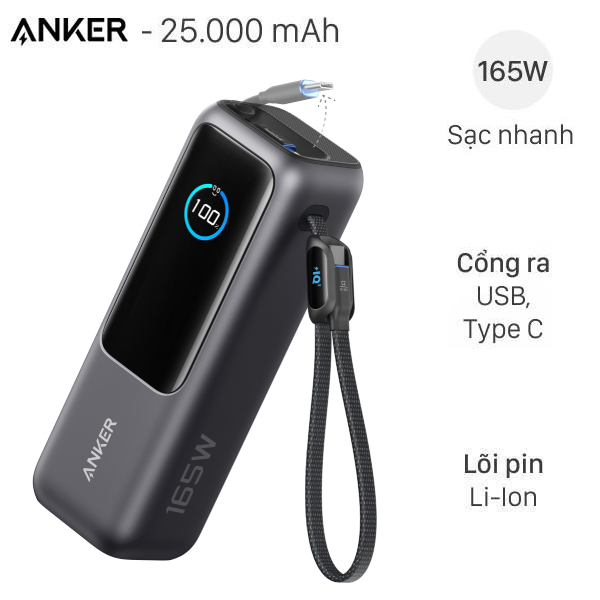 ANKER - 25.000 mAh
165W
Sạc nhanh
100
Cổng ra
USB,
Type C
ANKER
165W
Lõi pin
Li-Ion